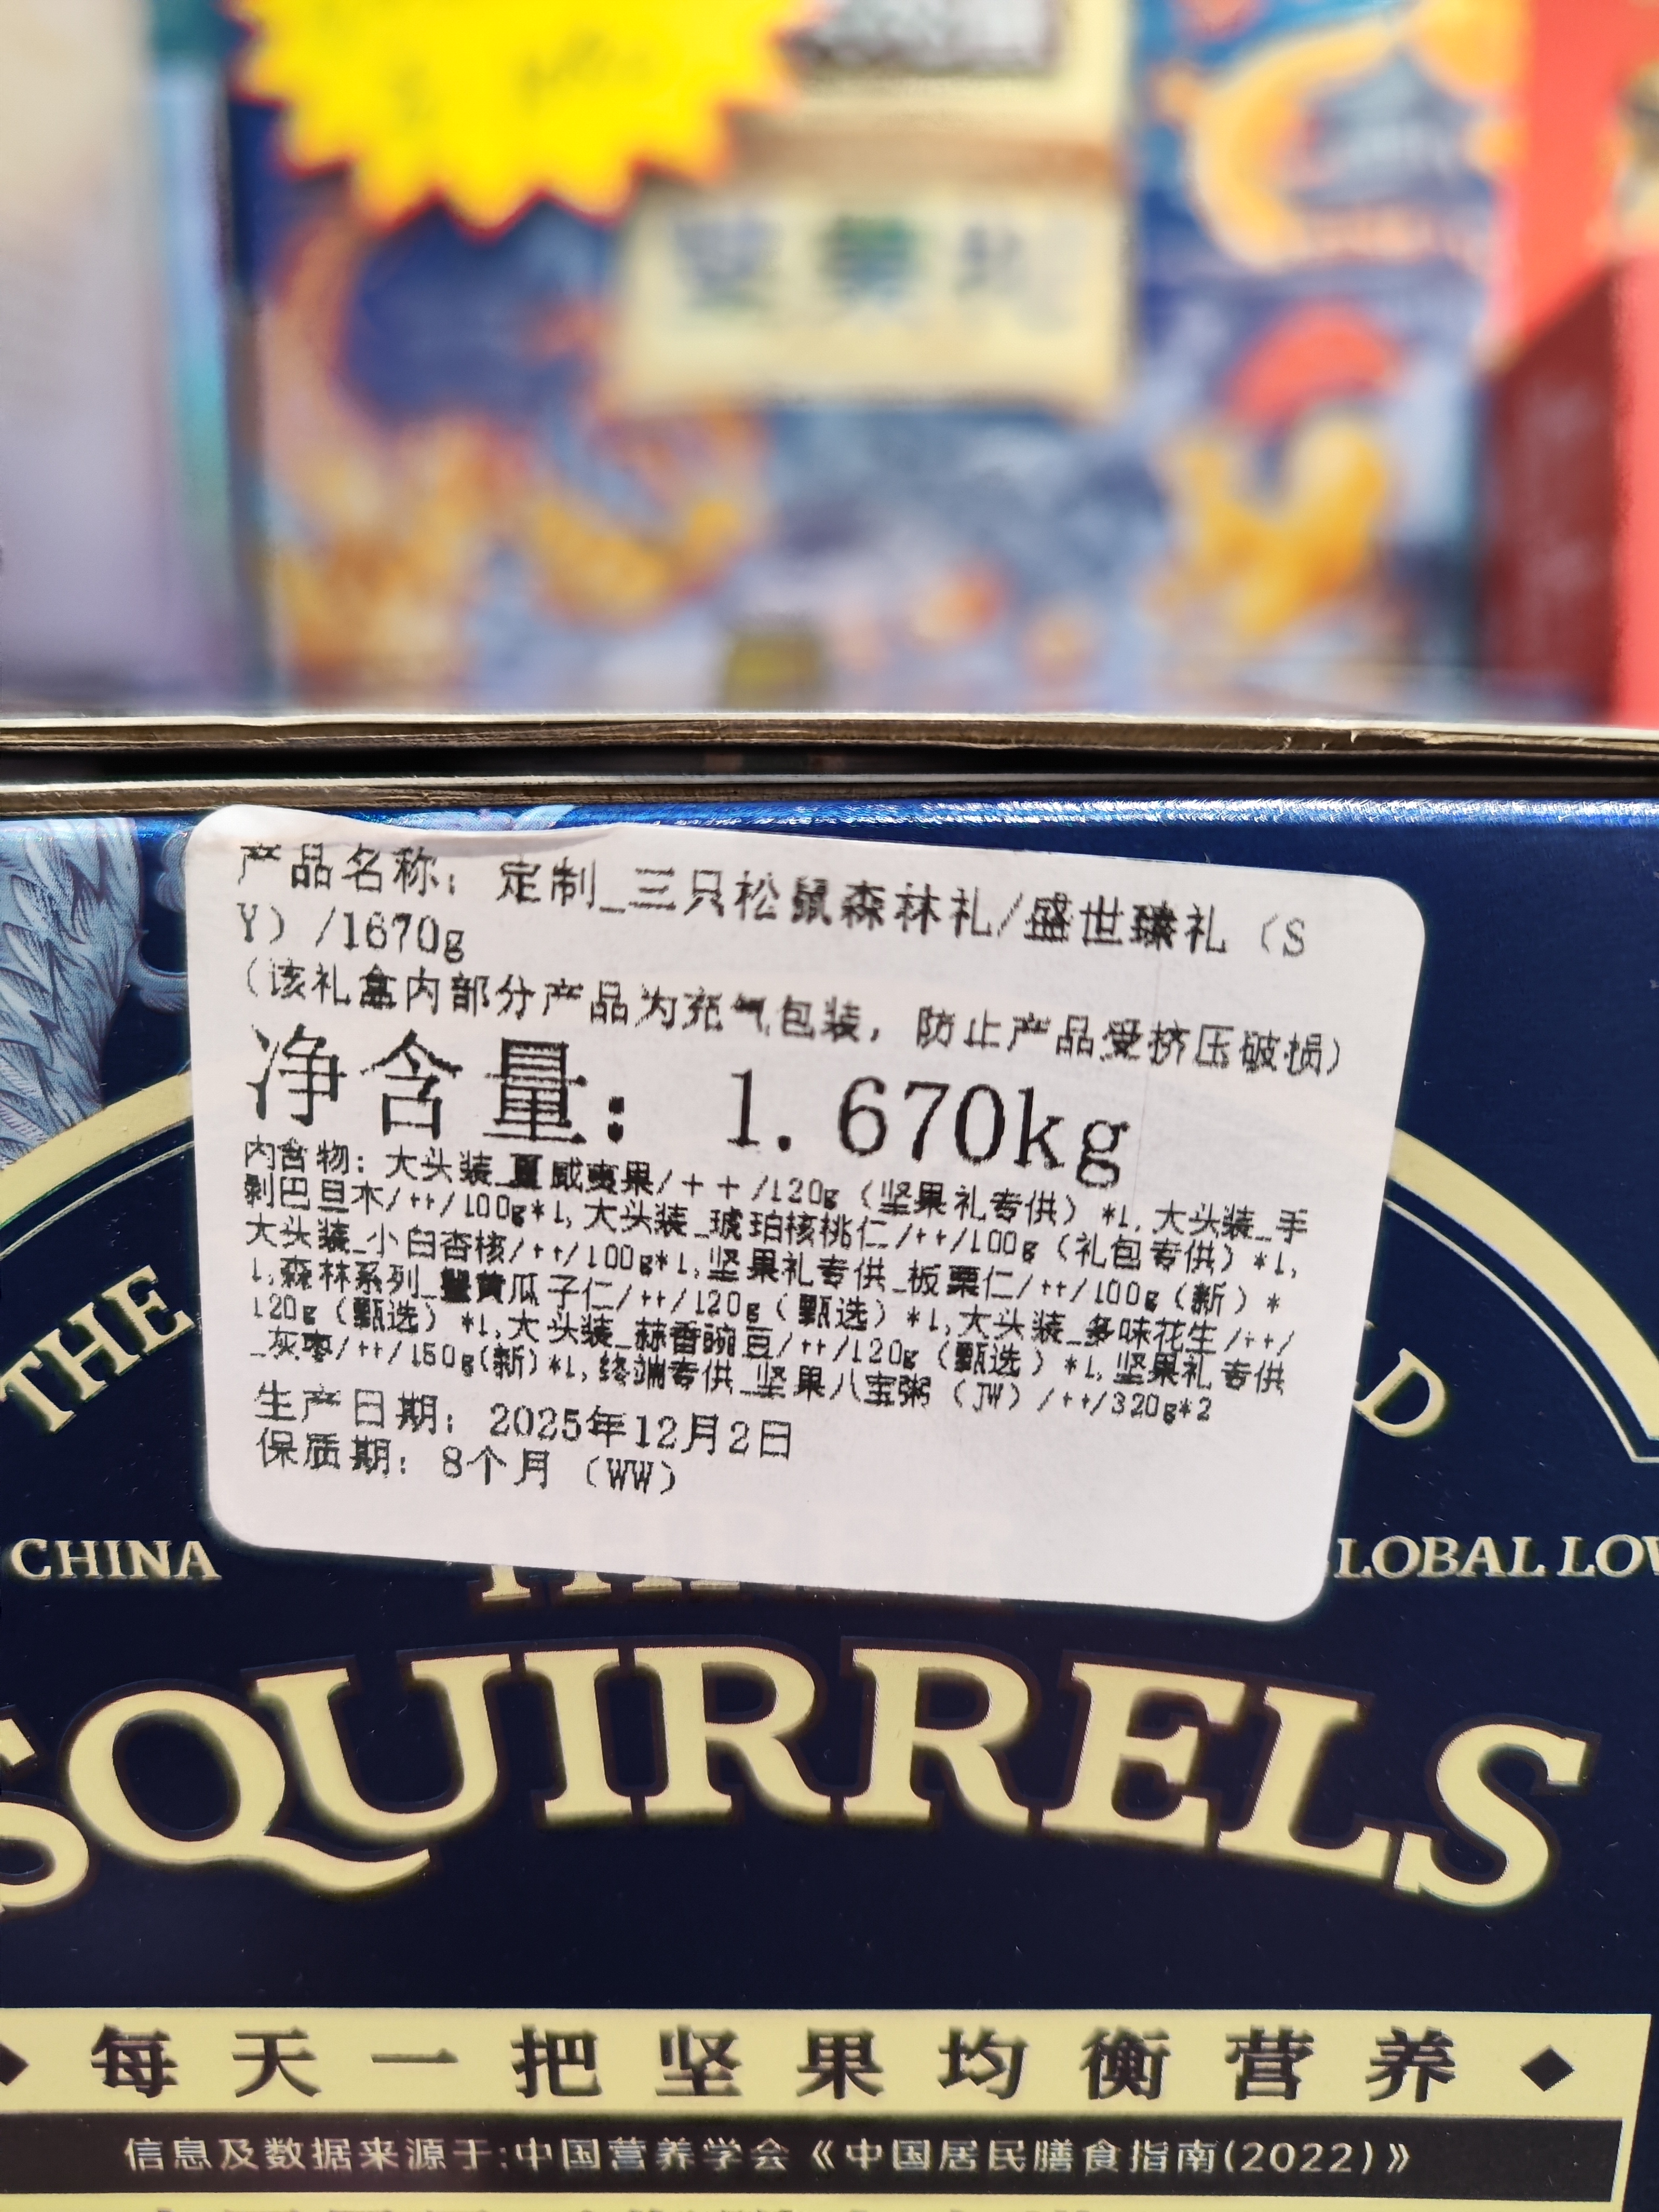 产品名称：定制_三只松鼠森林礼/盛世臻礼（S
Y）/1670g
（该礼盒内部分产品为充气包装，防止产品受挤压破损）
净含量：1.670kg
内含物：大头装_夏威夷果/++/120g（坚果礼专供）*1,大头装_手
剥巴旦木/++/100g*1,大头装_琥珀核桃仁/++/100g（礼包专供）*1,
大头装_小白杏核/++/100g*1,坚果礼专供_板栗仁/++/100g（新）*
1,森林系列_蟹黄瓜子仁/++/120g（甄选）*1,大头装_多味花生/++/
120g（甄选）*1,大头装_蒜香豌豆/++/120g（甄选）*1,坚果礼专供
_灰枣/++/150g(新)*1,终端专供_坚果八宝粥（JW）/++/320g*2
生产日期：2025年12月2日
保质期：8个月（WW）
THE
D
CHINA
GLOBAL LOV
SQUIRRELS
每天一把坚果均衡营养
信息及数据来源于:中国营养学会《中国居民膳食指南(2022)》